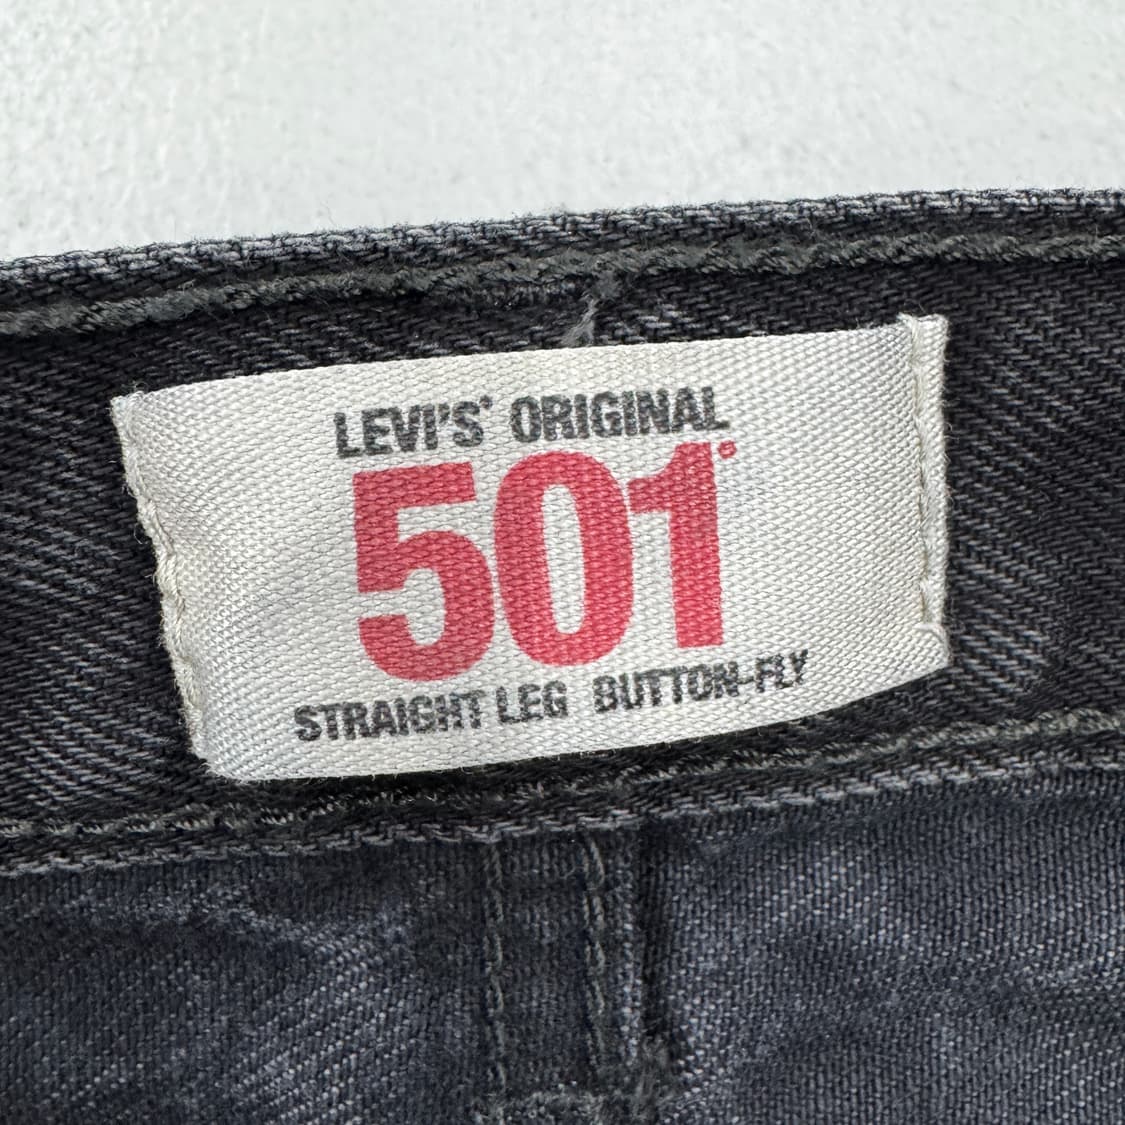 LEVI'S® ORIGINAL
501®
STRAIGHT LEG BUTTON-FLY